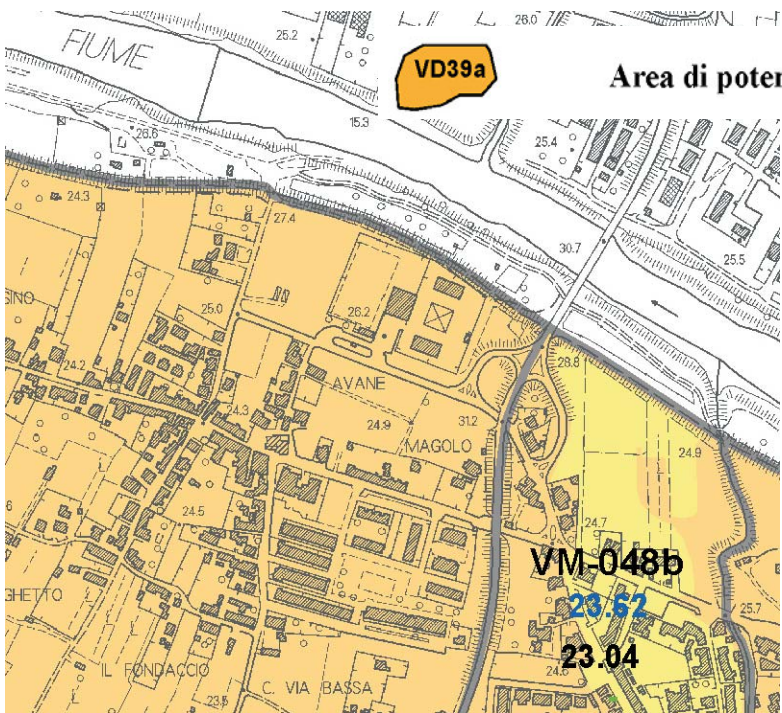 26.0
25.2
FIUME
VD39a
Area di poter
15.3
26.6
25.4
24.3
27.4
30.7
25.5
SINO
25.0
26.2
28.8
24.2
AVANE
24.3
24.9
31.2
MAGOLO
24.9
24.5
24.7
VM-048b
23.62
GHETTO
25.7
23.04
24.6
IL FONDACCIO
23.5
C. VIA BASSA